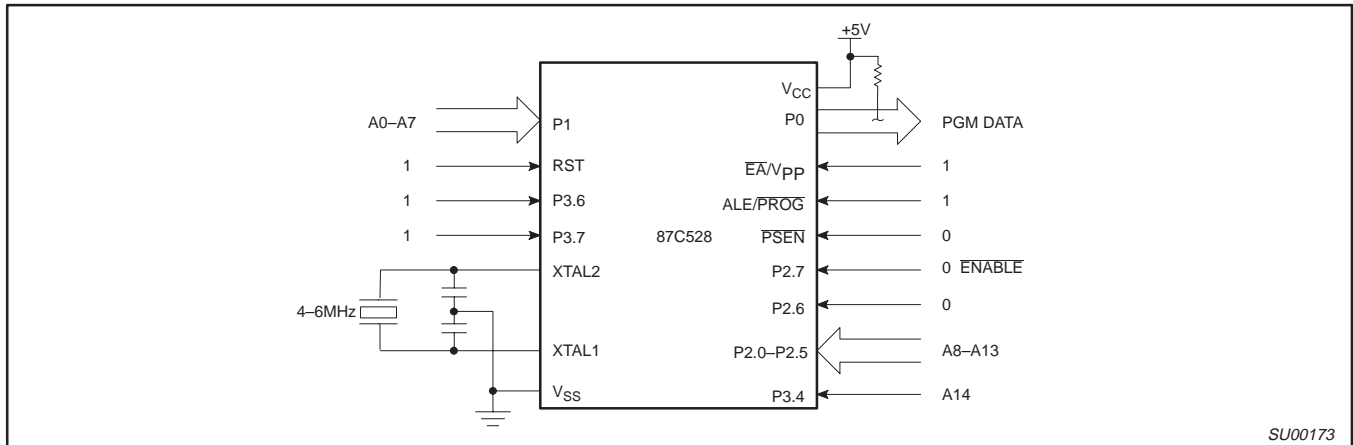 +5V
VCC
A0–A7
P1
P0
PGM DATA
1
RST
EA/VPP
1
1
P3.6
ALE/PROG
1
1
P3.7
87C528
PSEN
0
XTAL2
P2.7
0 ENABLE
4–6MHz
P2.6
0
XTAL1
P2.0–P2.5
A8–A13
VSS
P3.4
A14
SU00173